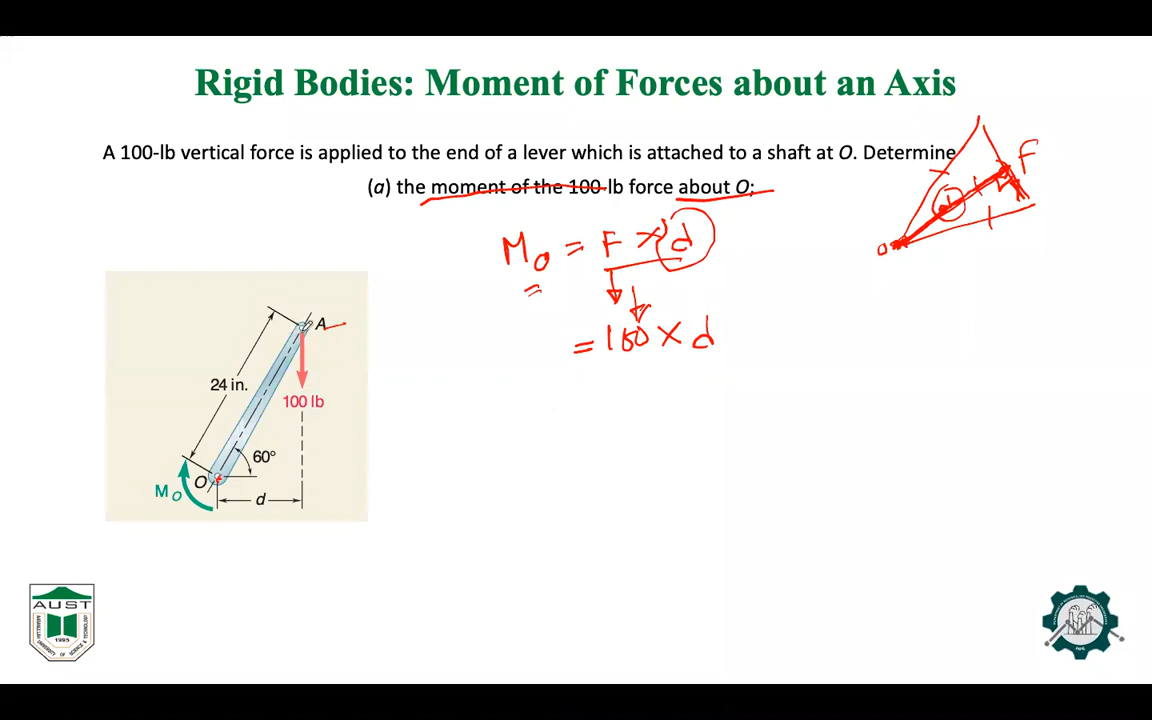 Rigid Bodies: Moment of Forces about an Axis
A 100-lb vertical force is applied to the end of a lever which is attached to a shaft at O. Determine
(a) the moment of the 100-lb force about O;
F
d
O
M_O = F × d
= 100 × d
A
24 in.
100 lb
60°
O
M_O
d
AUST
1995